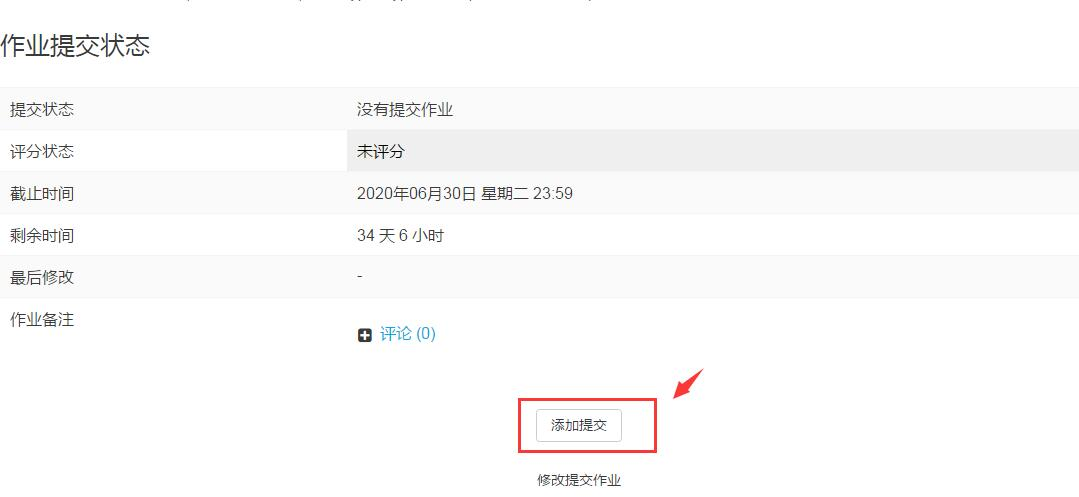 作业提交状态
提交状态 没有提交作业
评分状态 未评分
截止时间 2020年06月30日 星期二 23:59
剩余时间 34 天 6 小时
最后修改 -
作业备注
评论 (0)
添加提交
修改提交作业